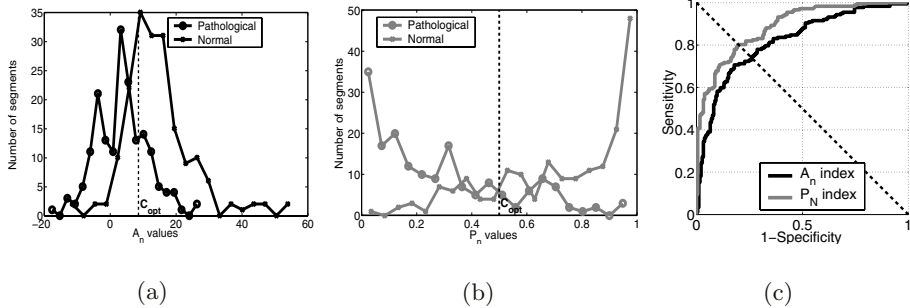 35
30
25
20
15
10
5
0
Number of segments
Pathological
Normal
C opt
−20 0 20 40 60
A n values
(a)
50
40
30
20
10
0
Number of segments
Pathological
Normal
C opt
0 0.2 0.4 0.6 0.8 1
P n values
(b)
1
0.8
0.6
0.4
0.2
0
Sensitivity
A n index
P N index
0 0.5 1
1-Specificity
(c)